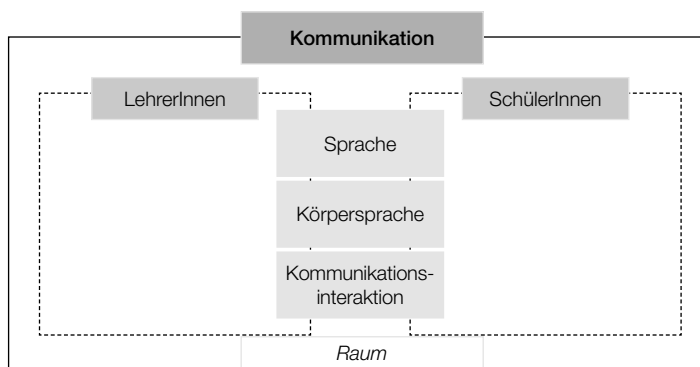 Kommunikation
LehrerInnen
SchülerInnen
Sprache
Körpersprache
Kommunikations-
interaktion
Raum